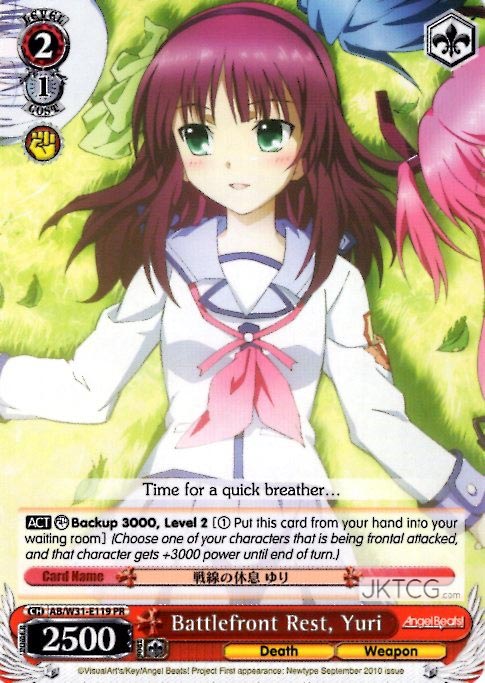 LEVEL
2
1
COST
Time for a quick breather...
ACT Backup 3000, Level 2 [① Put this card from your hand into your
waiting room] (Choose one of your characters that is being frontal attacked,
and that character gets +3000 power until end of turn.)
Card Name 戦線の休息 ゆり
JKTCG.com
CH AB/W31-E119 PR
Battlefront Rest, Yuri
Angel Beats!
POWER
2500
SOUL
Death
Weapon
©VisualArt's/Key/Angel Beats! Project First appearance: Newtype September 2010 issue